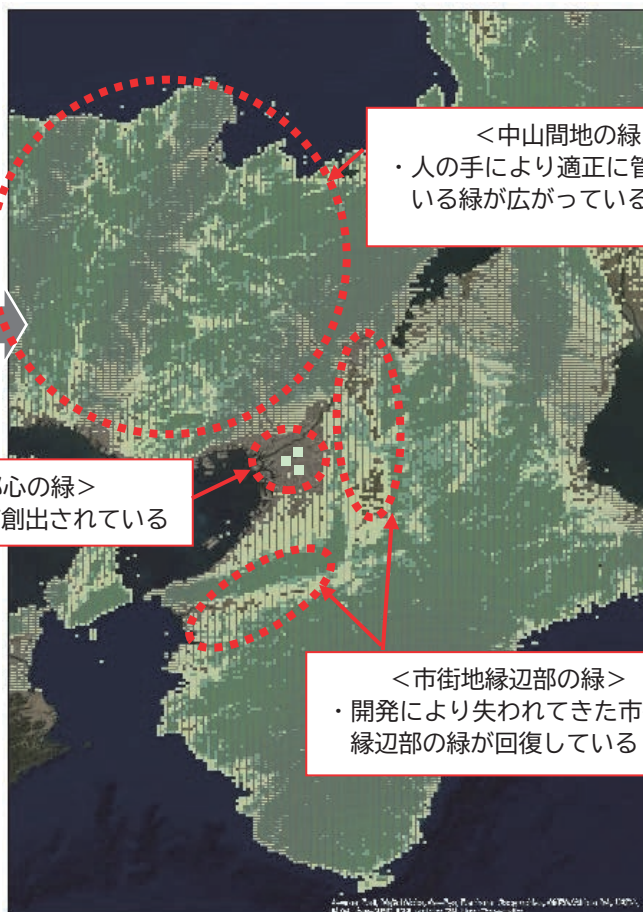 ＜中山間地の緑
・人の手により適正に管
いる緑が広がっている
心の緑＞
創出されている
＜市街地縁辺部の緑＞
・開発により失われてきた市
縁辺部の緑が回復している